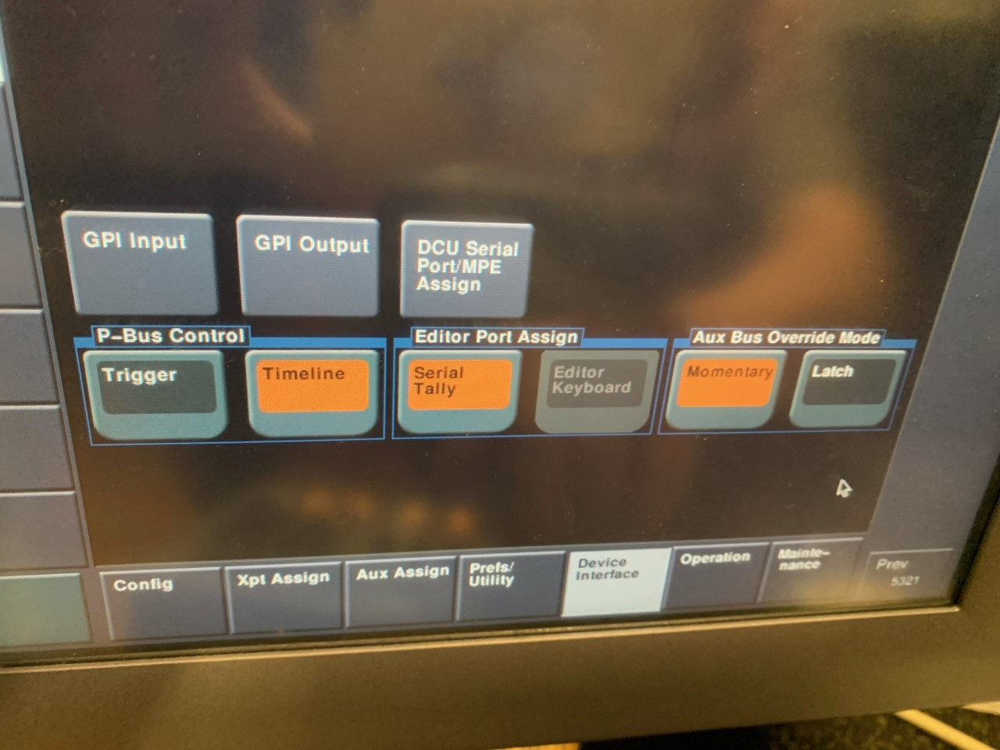 GPI Input
GPI Output
DCU Serial
Port/MPE
Assign
P-Bus Control
Trigger
Timeline
Editor Port Assign
Serial
Tally
Editor
Keyboard
Aux Bus Override Mode
Momentary
Latch
Config
Xpt Assign
Aux Assign
Prefs/
Utility
Device
Interface
Operation
Mainte-
nance
Prev
5321